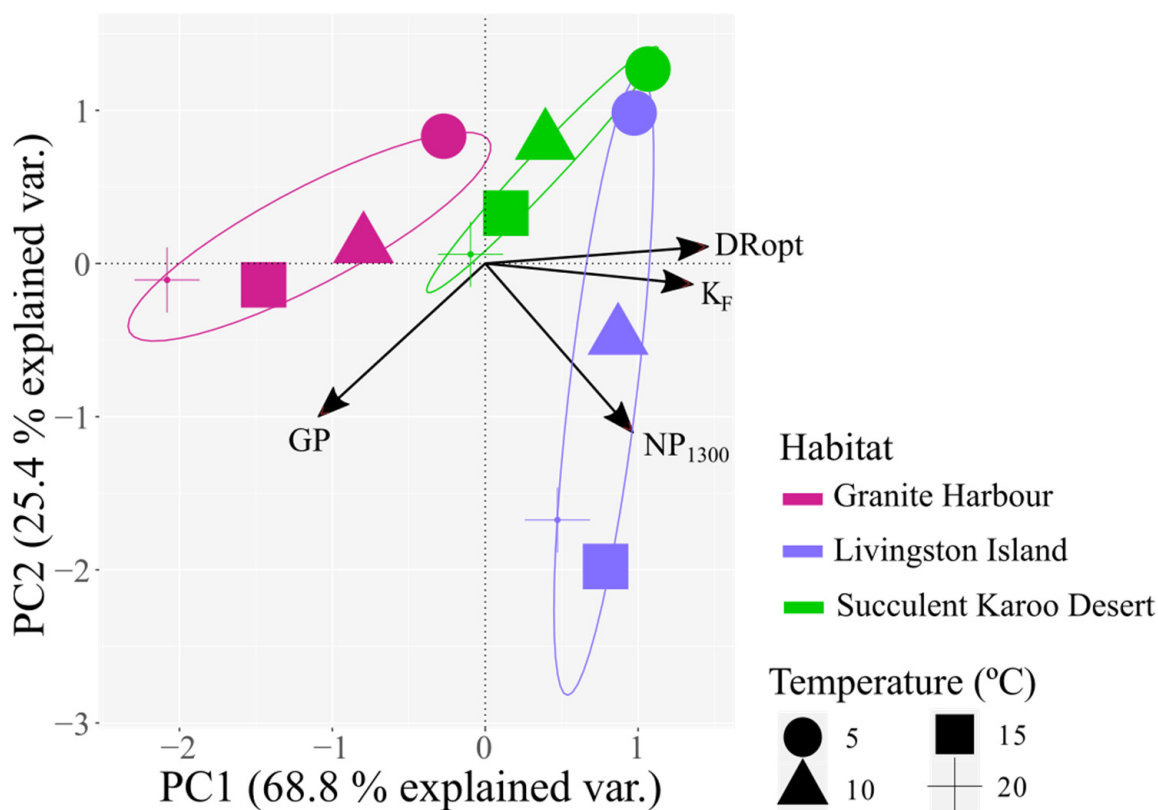 PC2 (25.4 % explained var.)
1
0
−1
−2
−3
DRopt
K_F
GP
NP₁₃₀₀
−2
−1
0
1
PC1 (68.8 % explained var.)
Habitat
Granite Harbour
Livingston Island
Succulent Karoo Desert
Temperature (ºC)
5
15
10
20